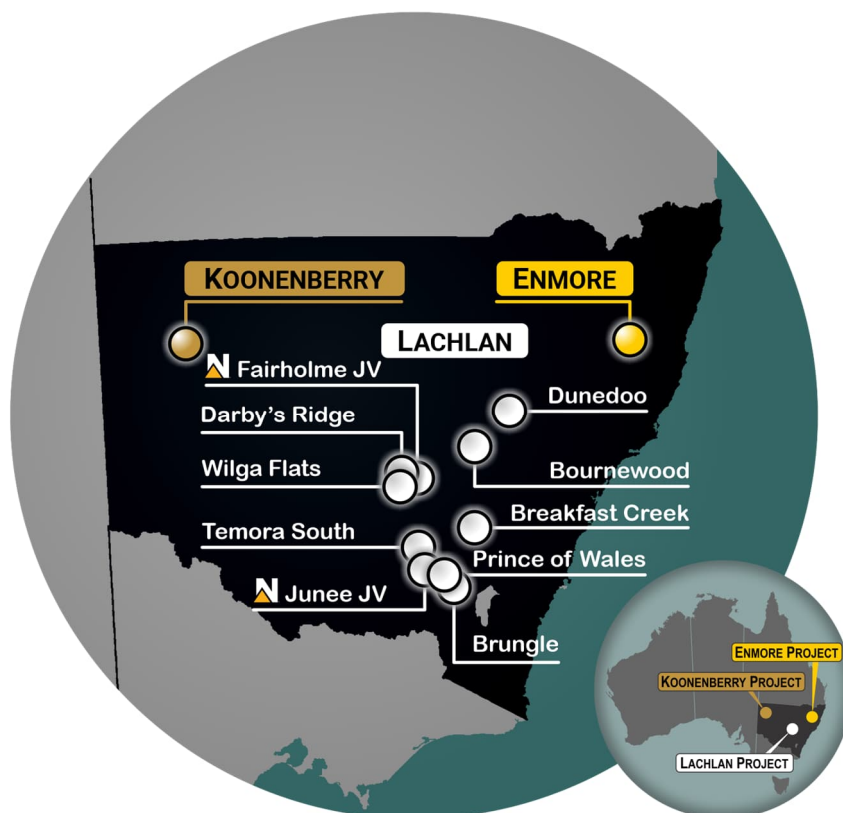 KOONENBERRY
ENMORE
LACHLAN
N Fairholme JV
Dunedoo
Darby's Ridge
Wilga Flats
Bournewood
Breakfast Creek
Temora South
Prince of Wales
N Junee JV
Brungle
ENMORE PROJECT
KOONENBERRY PROJECT
LACHLAN PROJECT